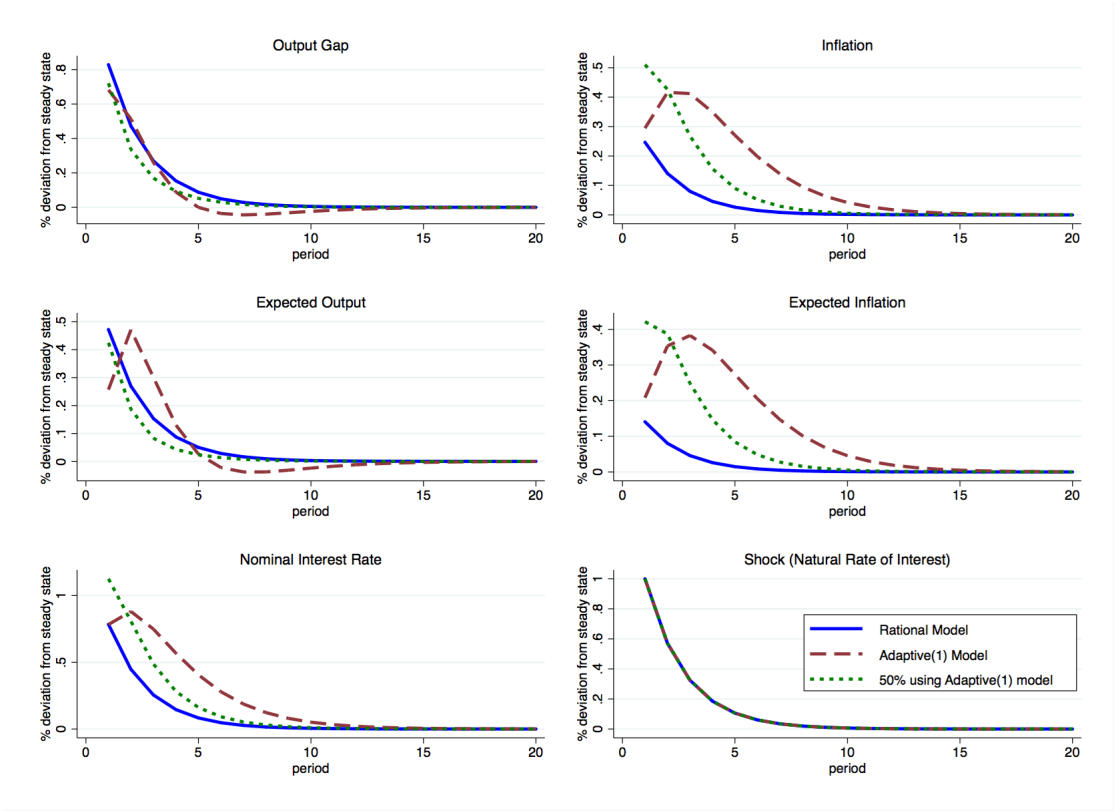 Output Gap
% deviation from steady state
0 .2 .4 .6 .8
0 5 10 15 20
period
Inflation
% deviation from steady state
0 .1 .2 .3 .4 .5
0 5 10 15 20
period
Expected Output
% deviation from steady state
0 .1 .2 .3 .4 .5
0 5 10 15 20
period
Expected Inflation
% deviation from steady state
0 .1 .2 .3 .4
0 5 10 15 20
period
Nominal Interest Rate
% deviation from steady state
0 .5 1
0 5 10 15 20
period
Shock (Natural Rate of Interest)
% deviation from steady state
0 .2 .4 .6 .8 1
0 5 10 15 20
period
Rational Model
Adaptive(1) Model
50% using Adaptive(1) model